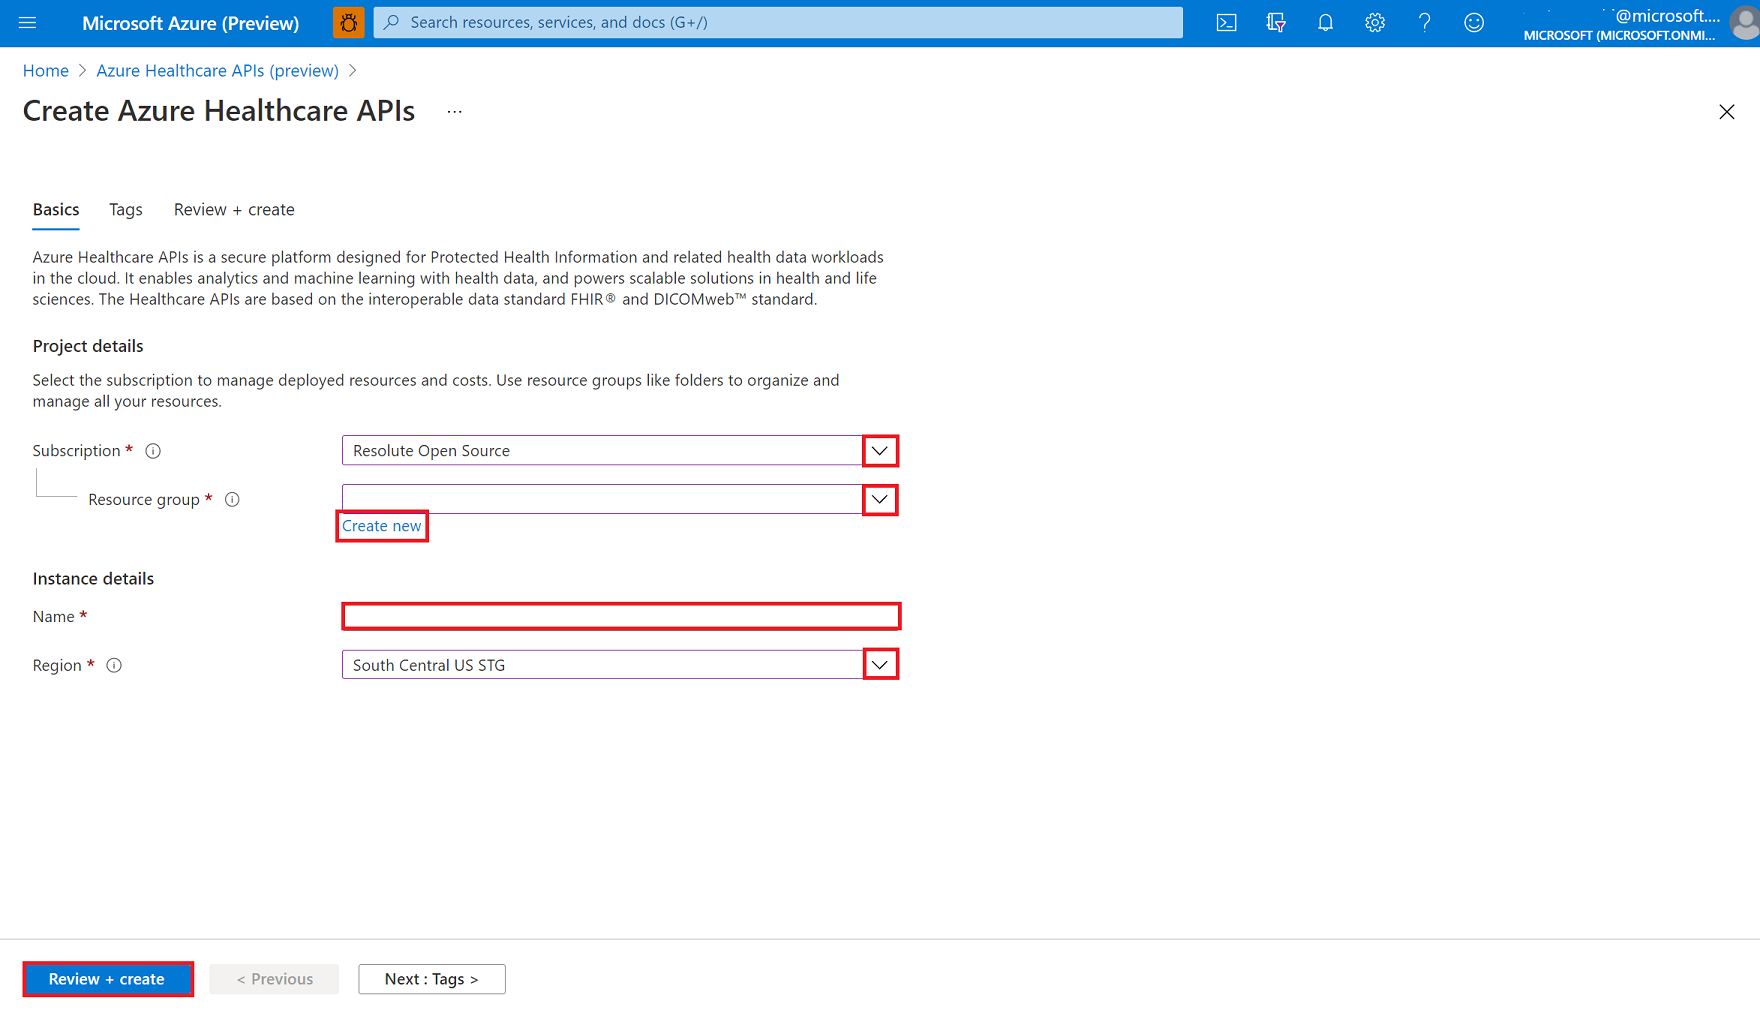 Microsoft Azure (Preview)
Search resources, services, and docs (G+/)
@microsoft....
MICROSOFT (MICROSOFT.ONMI...
Home > Azure Healthcare APIs (preview) >
Create Azure Healthcare APIs ...
Basics Tags Review + create
Azure Healthcare APIs is a secure platform designed for Protected Health Information and related health data workloads
in the cloud. It enables analytics and machine learning with health data, and powers scalable solutions in health and life
sciences. The Healthcare APIs are based on the interoperable data standard FHIR® and DICOMweb™ standard.
Project details
Select the subscription to manage deployed resources and costs. Use resource groups like folders to organize and
manage all your resources.
Subscription * Resolute Open Source
Resource group *
Create new
Instance details
Name *
Region * South Central US STG
Review + create < Previous Next : Tags >